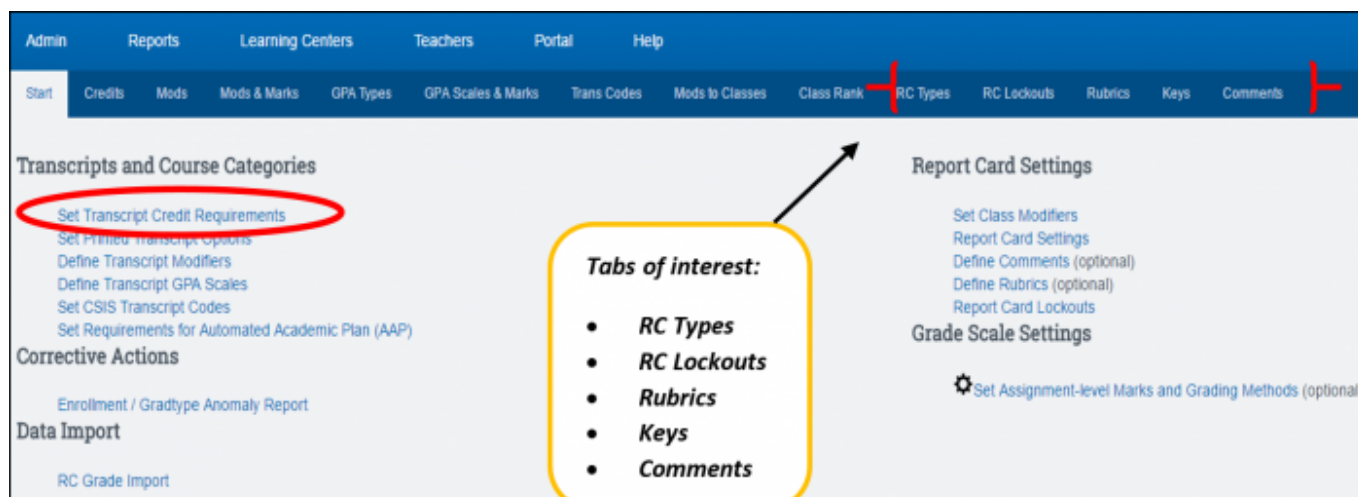 Admin Reports Learning Centers Teachers Portal Help
Start Credits Mods Mods & Marks GPA Types GPA Scales & Marks Trans Codes Mods to Classes Class Rank RC Types RC Lockouts Rubrics Keys Comments
Transcripts and Course Categories
Set Transcript Credit Requirements
Set Printed Transcript Options
Define Transcript Modifiers
Define Transcript GPA Scales
Set CSIS Transcript Codes
Set Requirements for Automated Academic Plan (AAP)
Corrective Actions
Enrollment / Gradtype Anomaly Report
Data Import
RC Grade Import
Tabs of interest:
• RC Types
• RC Lockouts
• Rubrics
• Keys
• Comments
Report Card Settings
Set Class Modifiers
Report Card Settings
Define Comments (optional)
Define Rubrics (optional)
Report Card Lockouts
Grade Scale Settings
Set Assignment-level Marks and Grading Methods (optional